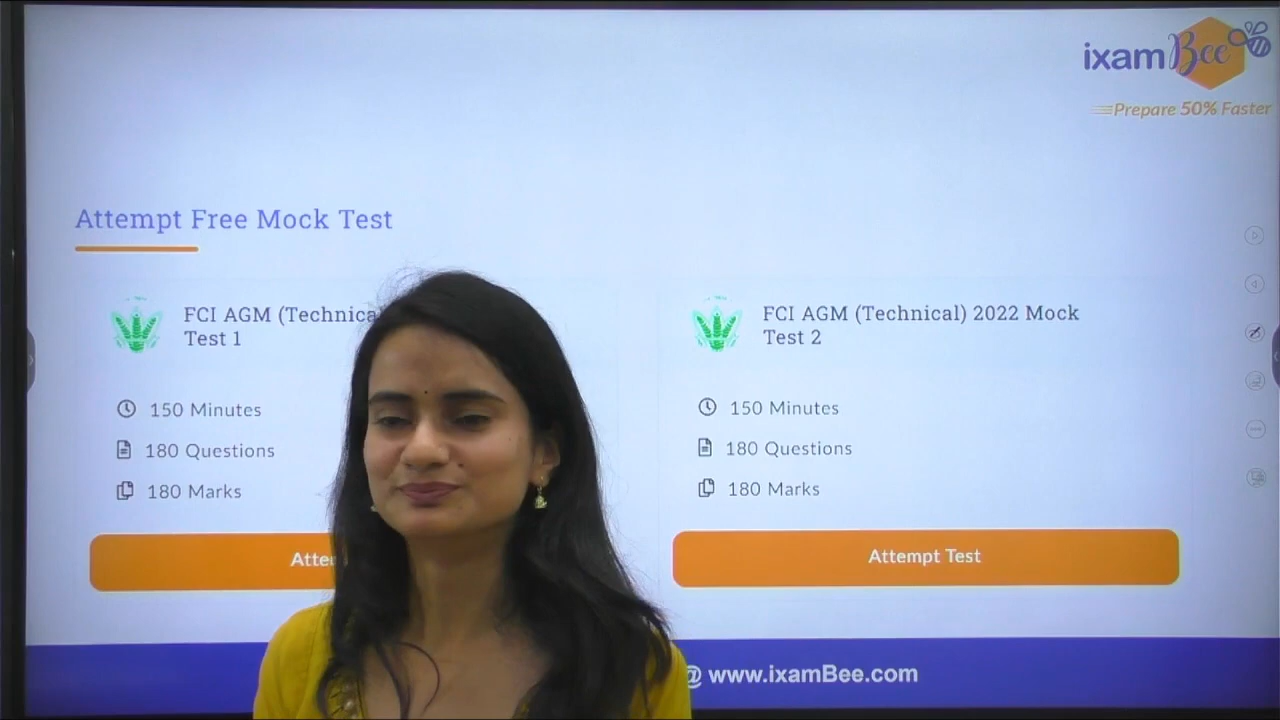 ixamBee
Prepare 50% Faster
Attempt Free Mock Test
FCI AGM (Technica
Test 1
150 Minutes
180 Questions
180 Marks
Atte
FCI AGM (Technical) 2022 Mock
Test 2
150 Minutes
180 Questions
180 Marks
Attempt Test
@ www.ixamBee.com